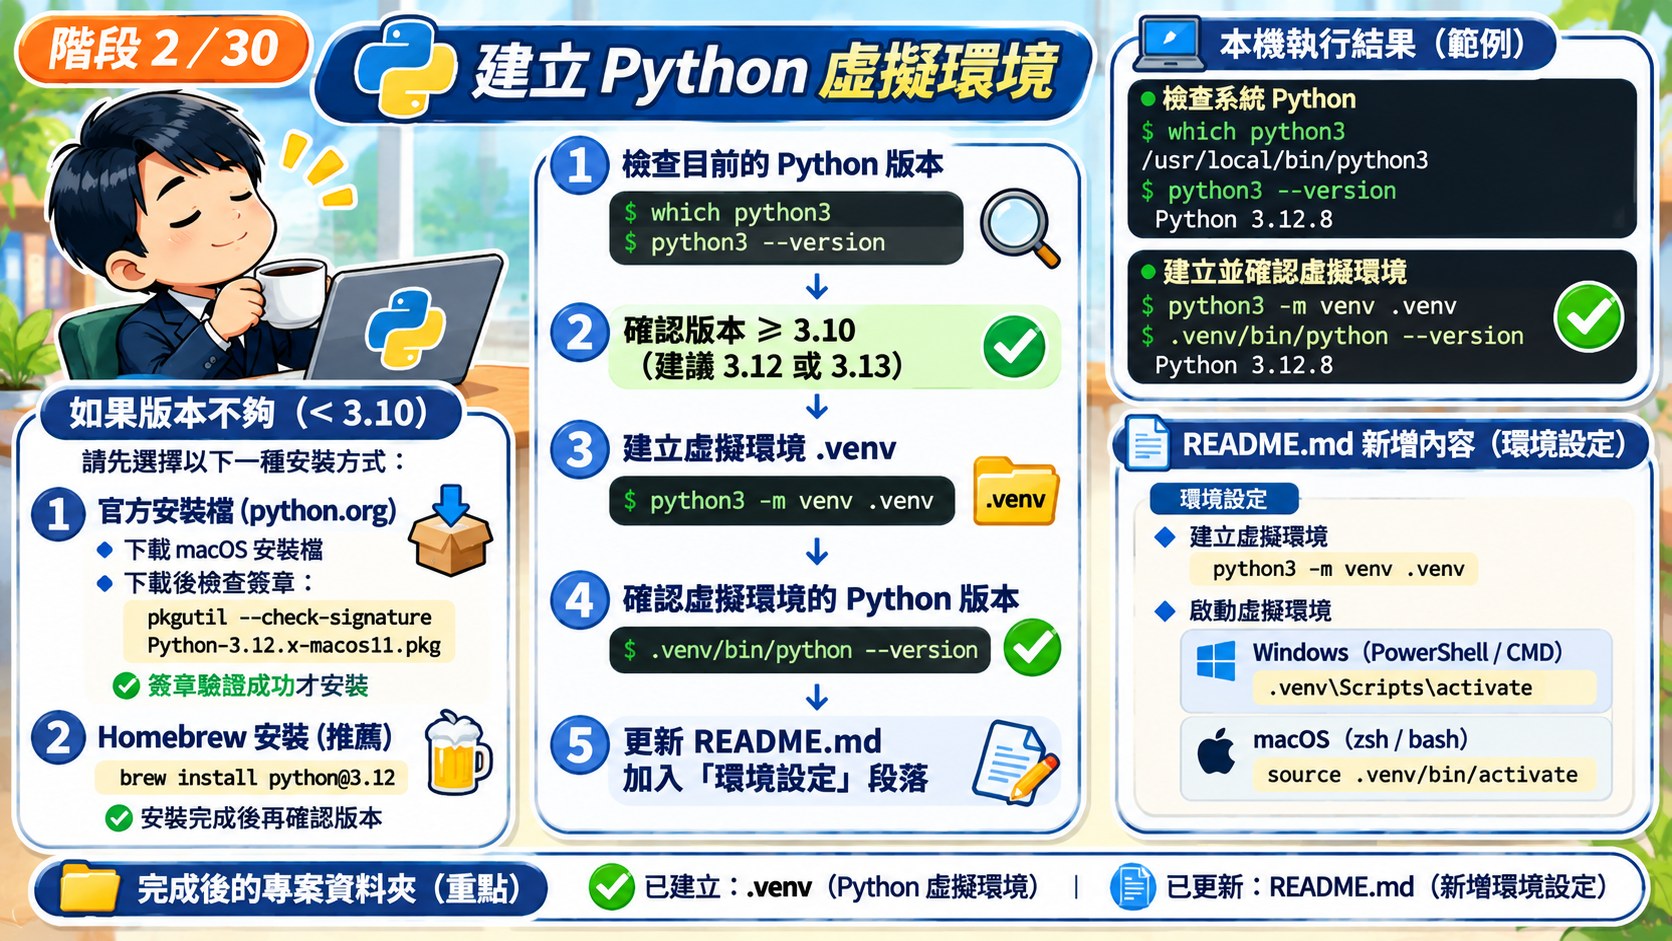 階段 2／30
建立 Python 虛擬環境
1 檢查目前的 Python 版本
$ which python3
$ python3 --version
2 確認版本 ≥ 3.10
（建議 3.12 或 3.13）
3 建立虛擬環境 .venv
$ python3 -m venv .venv
.venv
4 確認虛擬環境的 Python 版本
$ .venv/bin/python --version
5 更新 README.md
加入「環境設定」段落
如果版本不夠（< 3.10）
請先選擇以下一種安裝方式：
1 官方安裝檔 (python.org)
下載 macOS 安裝檔
下載後檢查簽章：
pkgutil --check-signature
Python-3.12.x-macos11.pkg
簽章驗證成功才安裝
2 Homebrew 安裝 (推薦)
brew install python@3.12
安裝完成後再確認版本
本機執行結果（範例）
檢查系統 Python
$ which python3
/usr/local/bin/python3
$ python3 --version
Python 3.12.8
建立並確認虛擬環境
$ python3 -m venv .venv
$ .venv/bin/python --version
Python 3.12.8
README.md 新增內容（環境設定）
環境設定
建立虛擬環境
python3 -m venv .venv
啟動虛擬環境
Windows（PowerShell / CMD）
.venv\Scripts\activate
macOS（zsh / bash）
source .venv/bin/activate
完成後的專案資料夾（重點）
已建立：.venv（Python 虛擬環境）
|
已更新：README.md（新增環境設定）